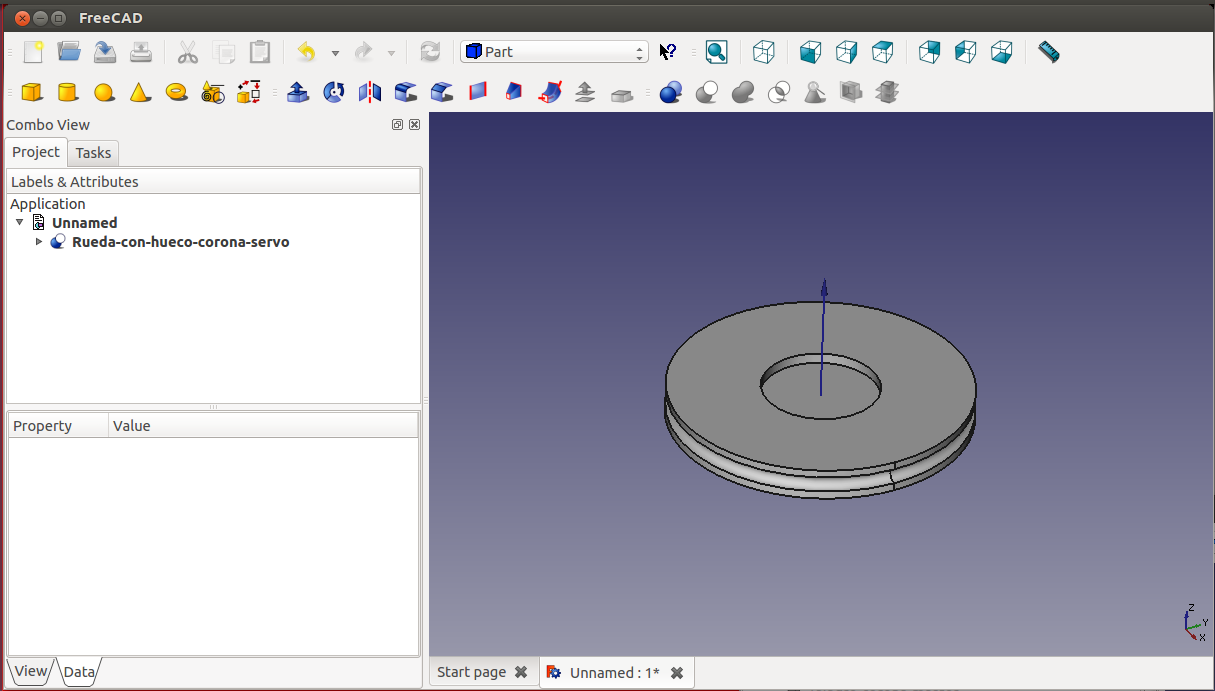 FreeCAD
Part
?
Combo View
Project Tasks
Labels & Attributes
Application
Unnamed
Rueda-con-hueco-corona-servo
Property Value
Z
Y
X
View Data
Start page Unnamed : 1*